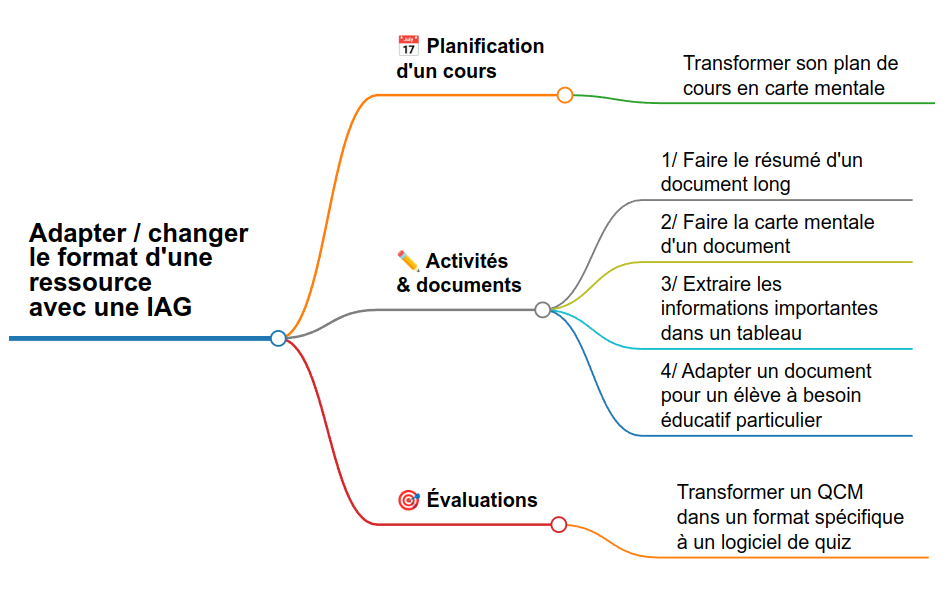 Adapter / changer
le format d'une
ressource
avec une IAG
📅 Planification
d'un cours
Transformer son plan de
cours en carte mentale
✏️ Activités
& documents
1/ Faire le résumé d'un
document long
2/ Faire la carte mentale
d'un document
3/ Extraire les
informations importantes
dans un tableau
4/ Adapter un document
pour un élève à besoin
éducatif particulier
🎯 Évaluations
Transformer un QCM
dans un format spécifique
à un logiciel de quiz